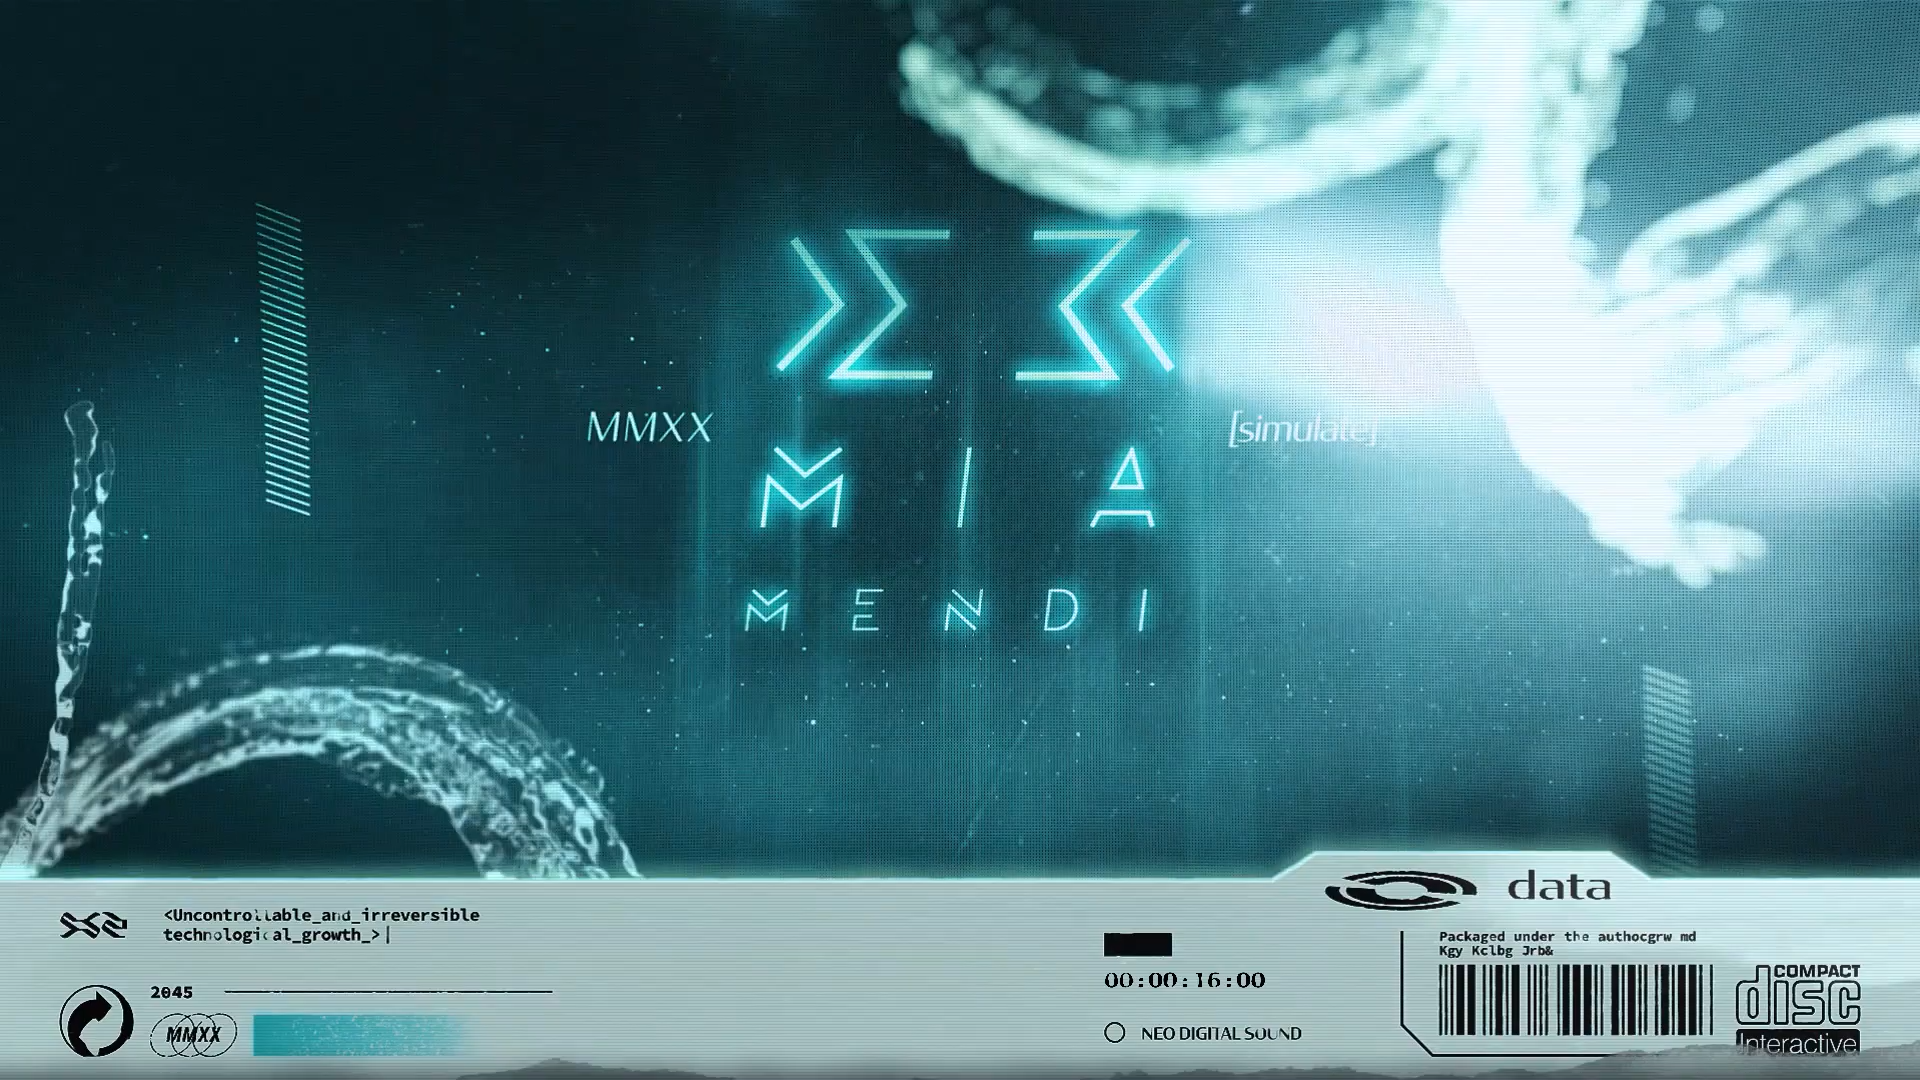 MMXX
[simulate]
MIA
MENDI
data
<Uncontrollable_and_irreversible
technological_growth_>|
Packaged under the authocgrw md
Kgy Kclbg Jrb&
00:00:16:00
2045
MMXX
NEO DIGITAL SOUND
COMPACT
disc
Interactive